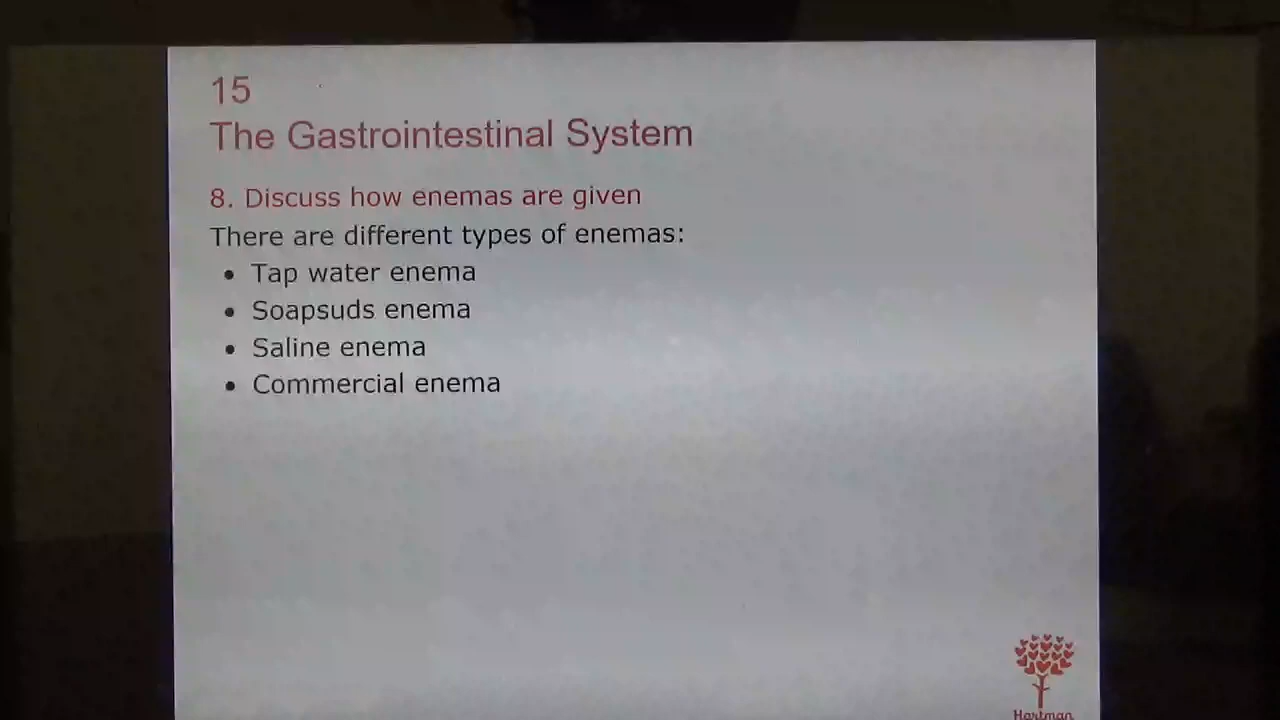 15
The Gastrointestinal System
8. Discuss how enemas are given
There are different types of enemas:
• Tap water enema
• Soapsuds enema
• Saline enema
• Commercial enema
Hartman